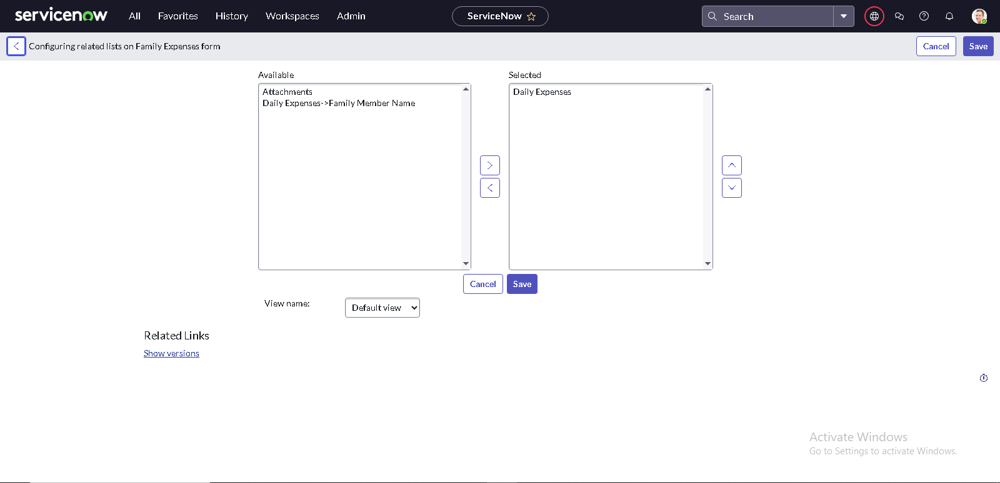 servicenow
All Favorites History Workspaces Admin
ServiceNow
Search
Configuring related lists on Family Expenses form
Cancel Save
Available
Attachments
Daily Expenses->Family Member Name
Selected
Daily Expenses
Cancel Save
View name: Default view
Related Links
Show versions
Activate Windows
Go to Settings to activate Windows.